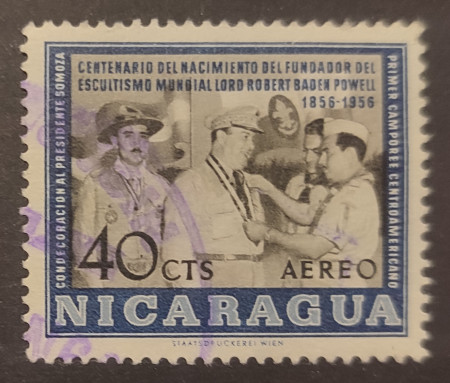 CENTENARIO DEL NACIMIENTO DEL FUNDADOR DEL
ESCULTISMO MUNDIAL LORD ROBERT BADEN POWELL
1856-1956
CONDECORACION AL PRESIDENTE SOMOZA
PRIMER CAMPOREE CENTROAMERICANO
40 CTS AEREO
NICARAGUA
STAATSDRUCKEREI WIEN